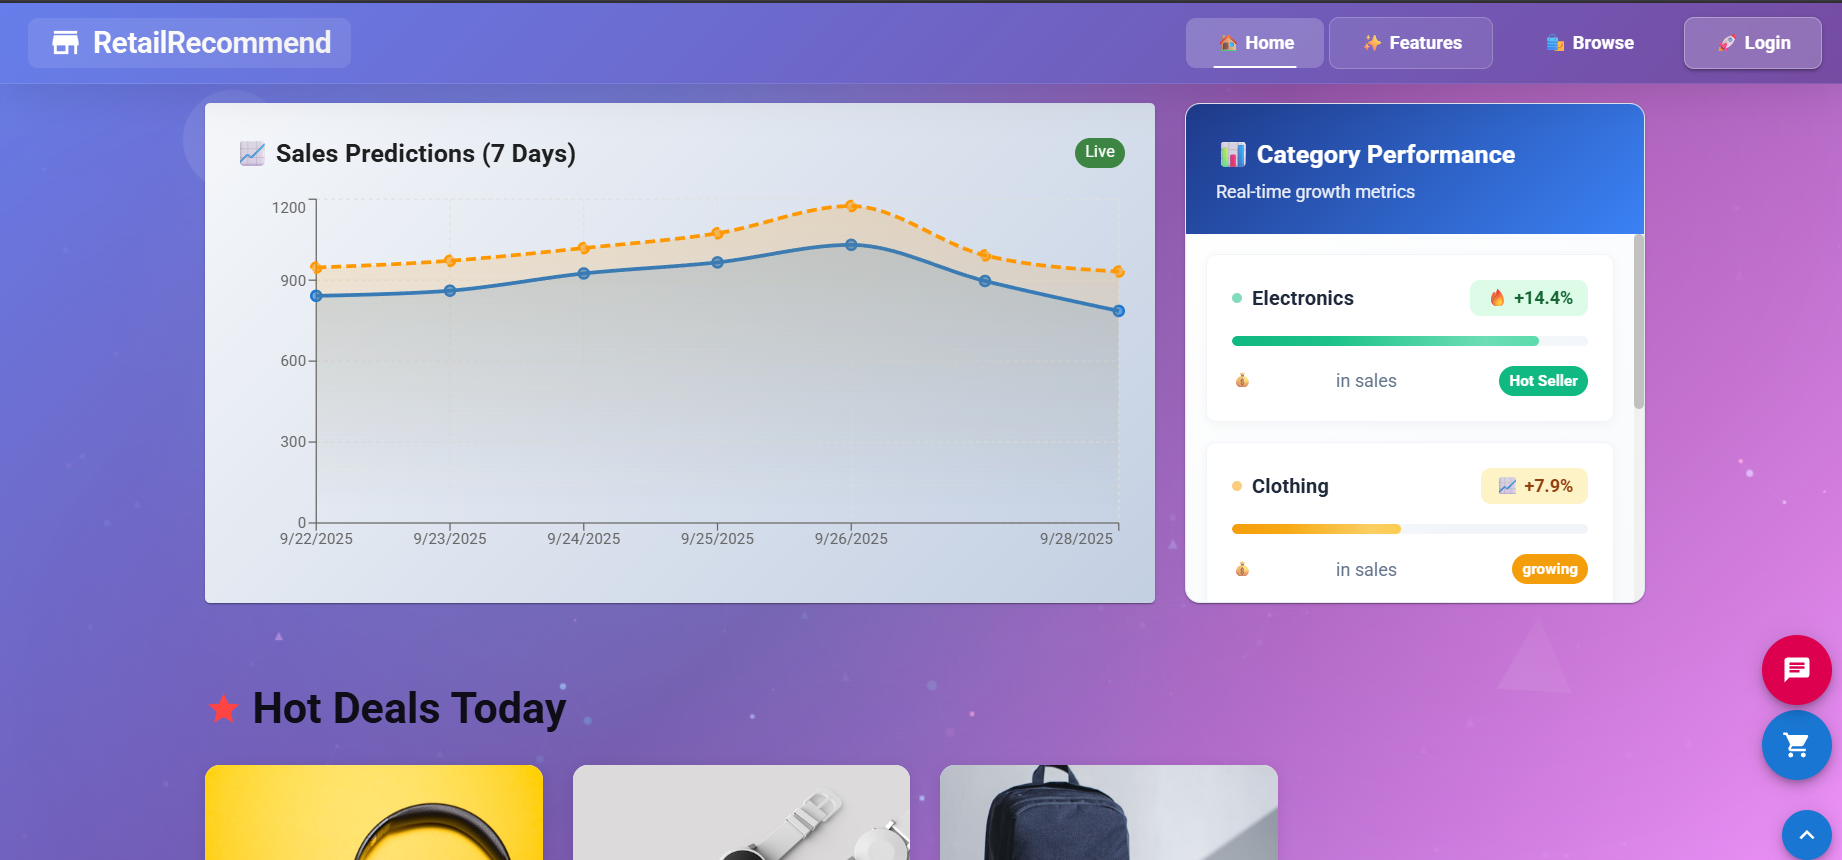 RetailRecommend
Home
Features
Browse
Login
Sales Predictions (7 Days)
Live
1200
900
600
300
0
9/22/2025
9/23/2025
9/24/2025
9/25/2025
9/26/2025
9/28/2025
Category Performance
Real-time growth metrics
Electronics
+14.4%
in sales
Hot Seller
Clothing
+7.9%
in sales
growing
Hot Deals Today